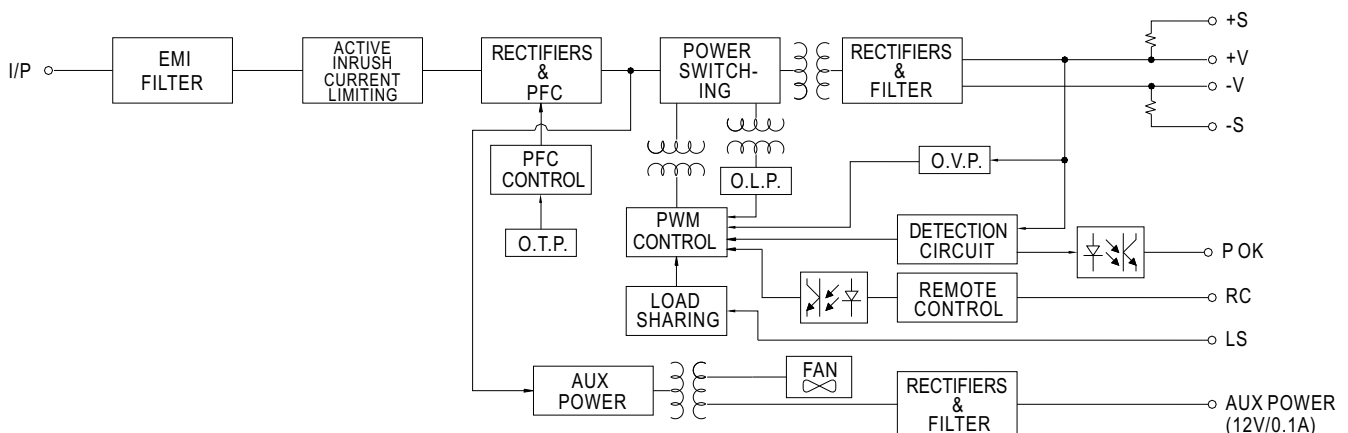 I/P
EMI
FILTER
ACTIVE
INRUSH
CURRENT
LIMITING
RECTIFIERS
&
PFC
POWER
SWITCH-
ING
RECTIFIERS
&
FILTER
+S
+V
-V
-S
PFC
CONTROL
O.T.P.
O.L.P.
O.V.P.
PWM
CONTROL
DETECTION
CIRCUIT
P OK
LOAD
SHARING
REMOTE
CONTROL
RC
LS
AUX
POWER
FAN
RECTIFIERS
&
FILTER
AUX POWER
(12V/0.1A)